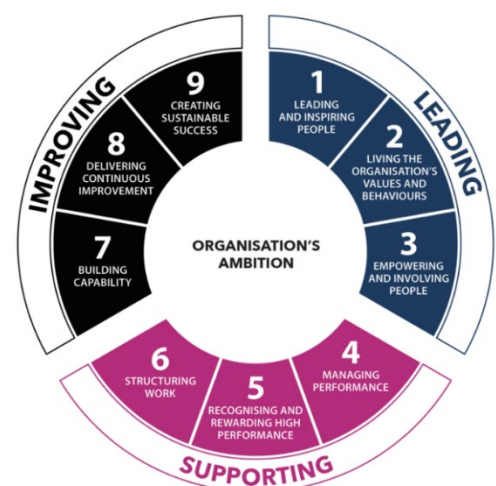 LEADING
1
LEADING
AND INSPIRING
PEOPLE
2
LIVING THE
ORGANISATION'S
VALUES AND
BEHAVIOURS
3
EMPOWERING
AND INVOLVING
PEOPLE
SUPPORTING
4
MANAGING
PERFORMANCE
5
RECOGNISING AND
REWARDING HIGH
PERFORMANCE
6
STRUCTURING
WORK
IMPROVING
7
BUILDING
CAPABILITY
8
DELIVERING
CONTINUOUS
IMPROVEMENT
9
CREATING
SUSTAINABLE
SUCCESS
ORGANISATION'S
AMBITION